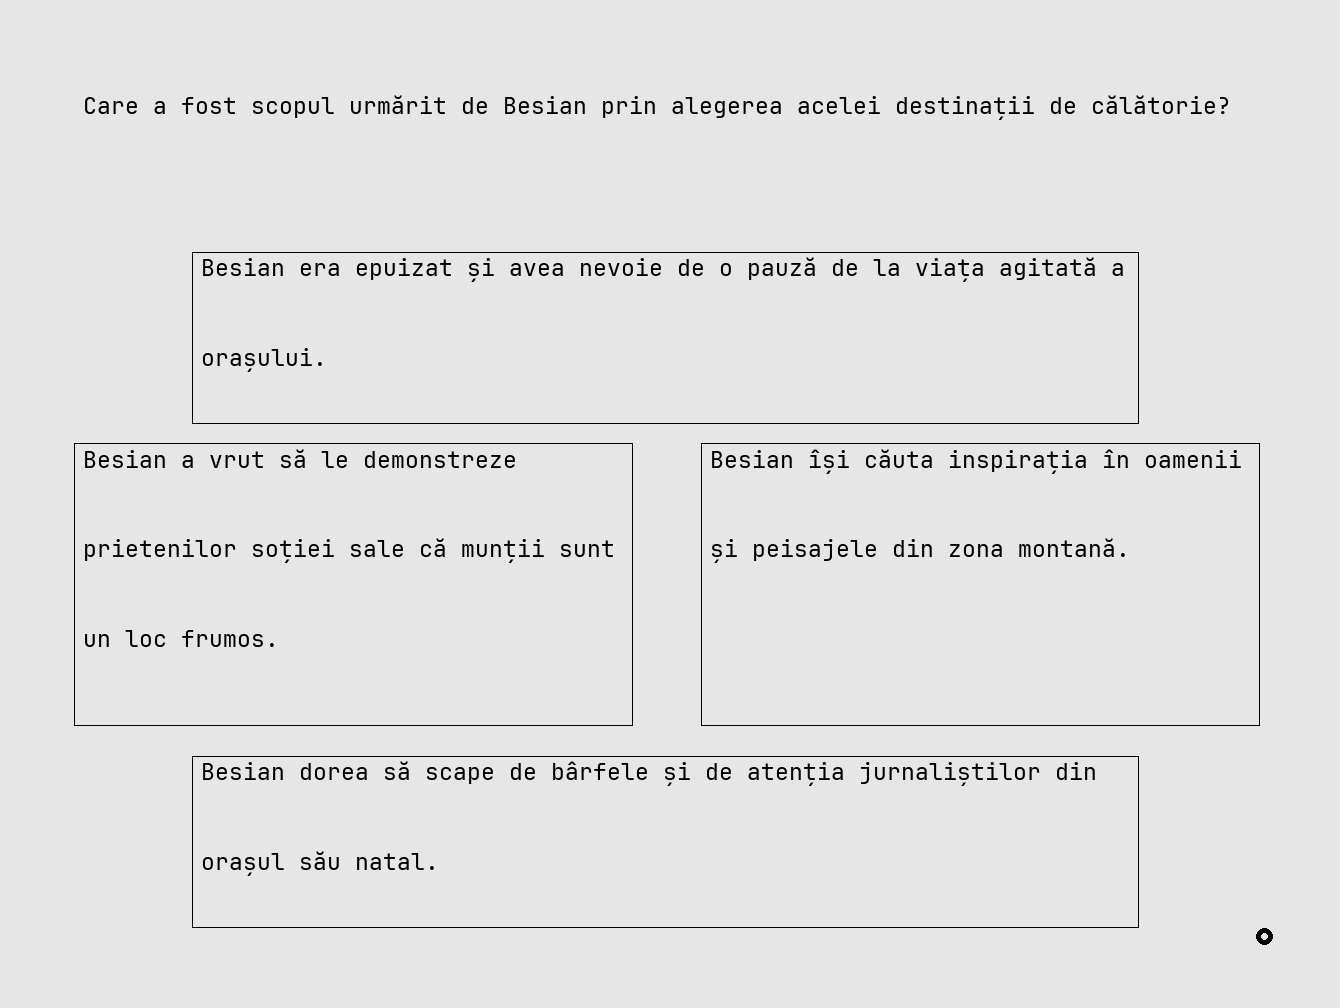 Care a fost scopul urmărit de Besian prin alegerea acelei destinații de călătorie?
Besian era epuizat și avea nevoie de o pauză de la viața agitată a
orașului.
Besian a vrut să le demonstreze
prietenilor soției sale că munții sunt
un loc frumos.
Besian își căuta inspirația în oamenii
și peisajele din zona montană.
Besian dorea să scape de bârfele și de atenția jurnaliștilor din
orașul său natal.